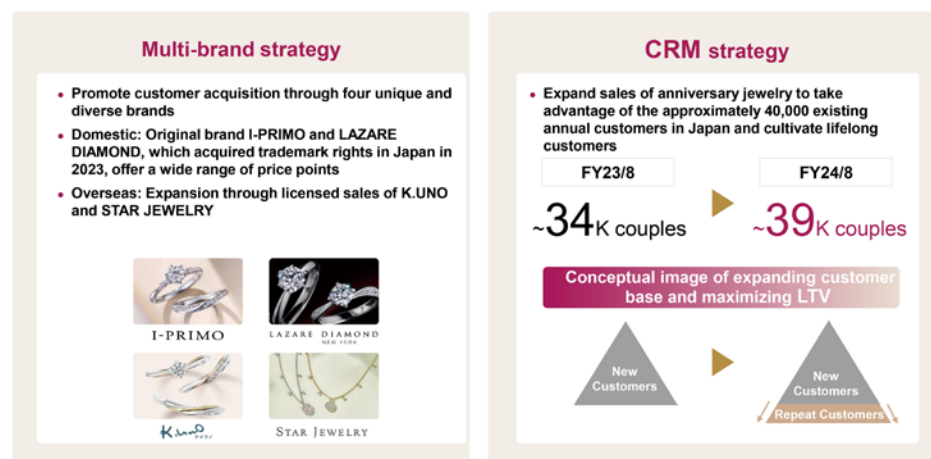 Multi-brand strategy
• Promote customer acquisition through four unique and
diverse brands
• Domestic: Original brand I-PRIMO and LAZARE
DIAMOND, which acquired trademark rights in Japan in
2023, offer a wide range of price points
• Overseas: Expansion through licensed sales of K.UNO
and STAR JEWELRY
I-PRIMO
LAZARE DIAMOND
NEW YORK
K.uno
ケイウノ
STAR JEWELRY
CRM strategy
• Expand sales of anniversary jewelry to take
advantage of the approximately 40,000 existing
annual customers in Japan and cultivate lifelong
customers
FY23/8
FY24/8
~34K couples
~39K couples
Conceptual image of expanding customer
base and maximizing LTV
New
Customers
New
Customers
Repeat Customers